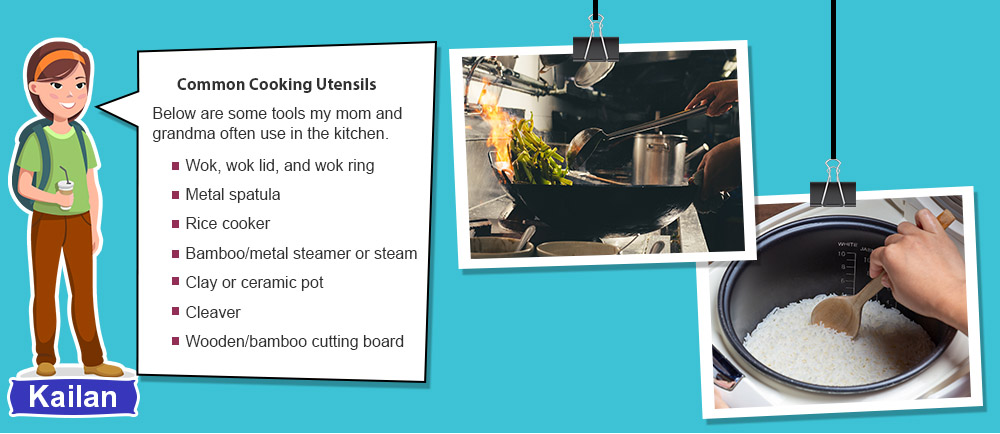 Common Cooking Utensils
Below are some tools my mom and
grandma often use in the kitchen.
Wok, wok lid, and wok ring
Metal spatula
Rice cooker
Bamboo/metal steamer or steam
Clay or ceramic pot
Cleaver
Wooden/bamboo cutting board
Kailan
WHITE
10